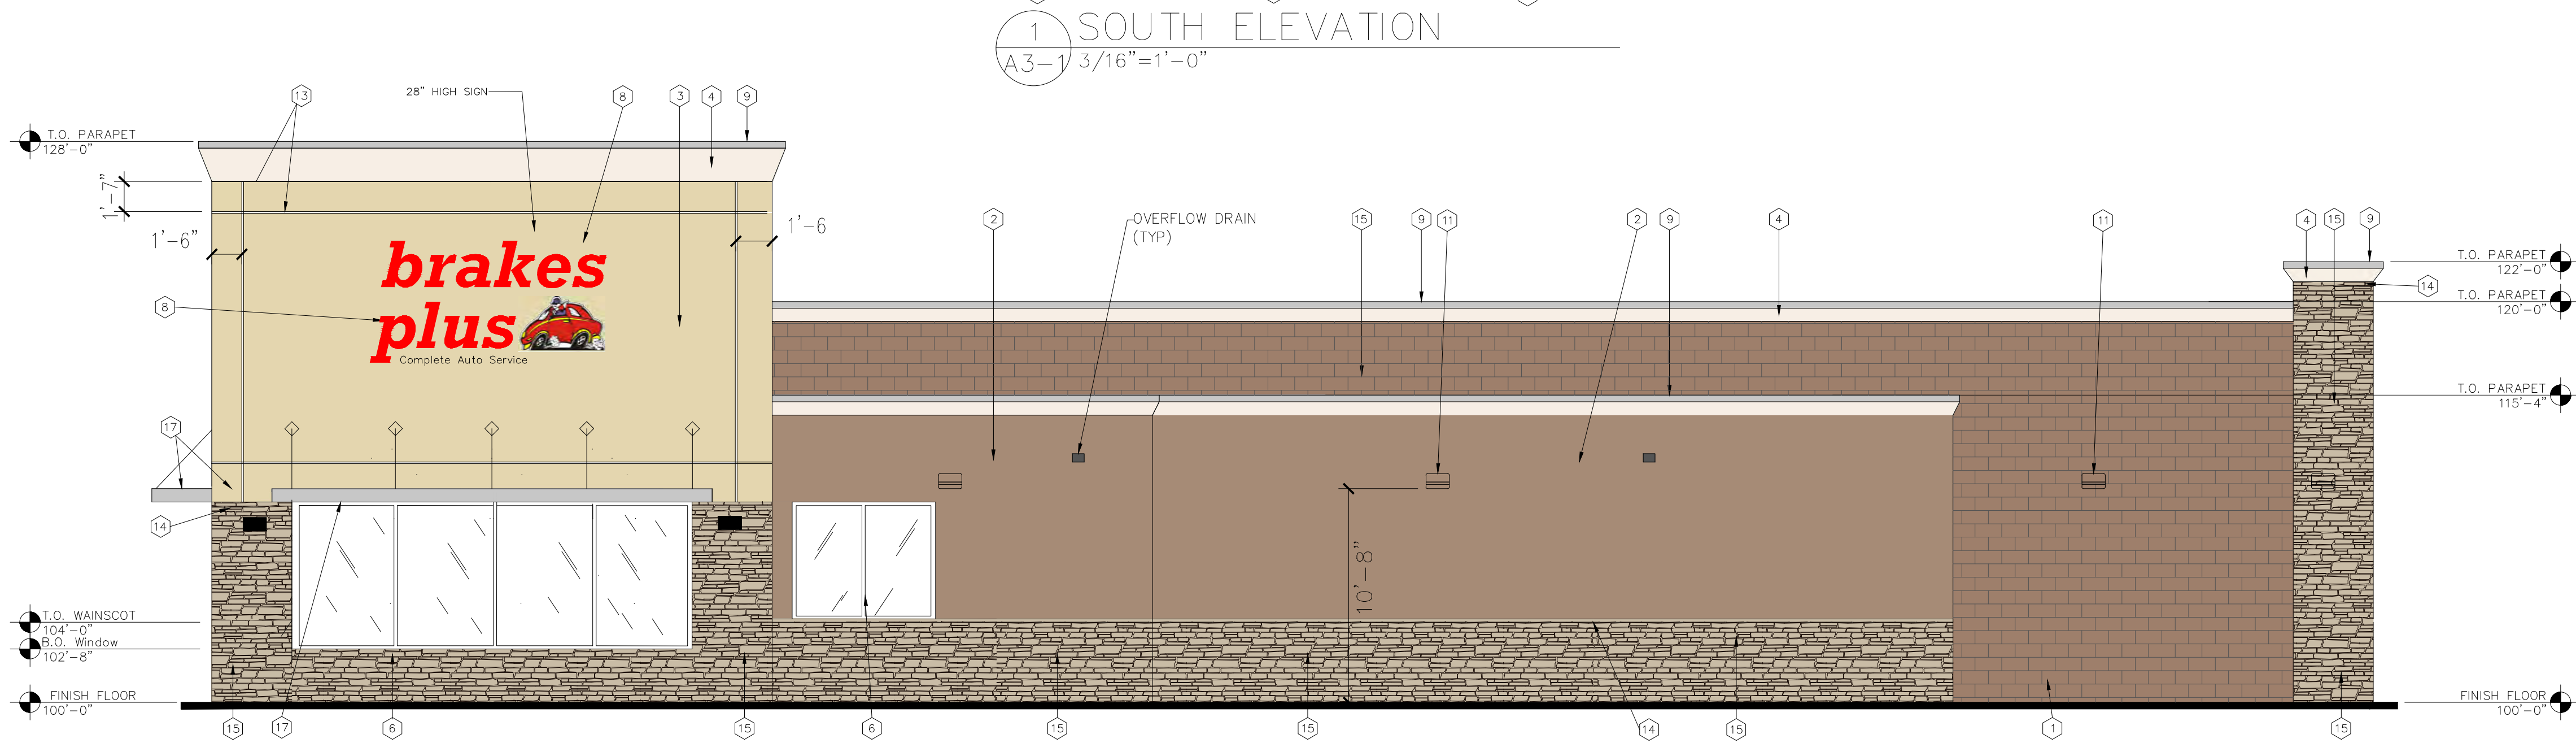 1
SOUTH ELEVATION
A3-1
3/16"=1'-0"
13
28" HIGH SIGN
8
3
4
9
T.O. PARAPET
128'-0"
1'-7"
1'-6"
1'-6
2
OVERFLOW DRAIN
(TYP)
15
9
11
2
9
4
11
4
15
9
brakes
plus
Complete Auto Service
8
T.O. PARAPET
122'-0"
14
T.O. PARAPET
120'-0"
T.O. PARAPET
115'-4"
17
14
10'-8"
T.O. WAINSCOT
104'-0"
B.O. Window
102'-8"
FINISH FLOOR
100'-0"
FINISH FLOOR
100'-0"
15
17
6
15
6
15
15
14
15
1
15